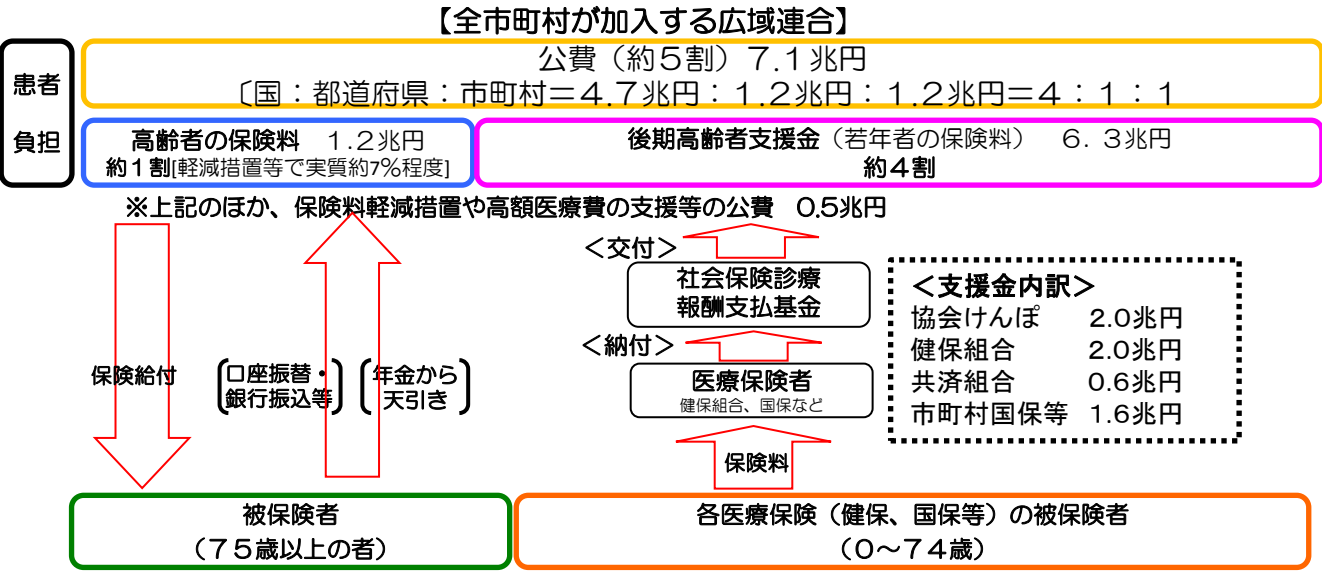 【全市町村が加入する広域連合】
患者
負担
公費（約５割）７.１兆円
〔国：都道府県：市町村＝４.７兆円：１.２兆円：１.２兆円＝４：１：１
高齢者の保険料　１.２兆円
約１割[軽減措置等で実質約7％程度]
後期高齢者支援金（若年者の保険料）　６. ３兆円
約４割
※上記のほか、保険料軽減措置や高額医療費の支援等の公費　０.５兆円
＜交付＞
社会保険診療
報酬支払基金
＜納付＞
医療保険者
健保組合、国保など
保険料
保険給付
口座振替・
銀行振込等
年金から
天引き
＜支援金内訳＞
協会けんぽ　２.０兆円
健保組合　２.０兆円
共済組合　０.６兆円
市町村国保等　１.６兆円
被保険者
（７５歳以上の者）
各医療保険（健保、国保等）の被保険者
（０～７４歳）